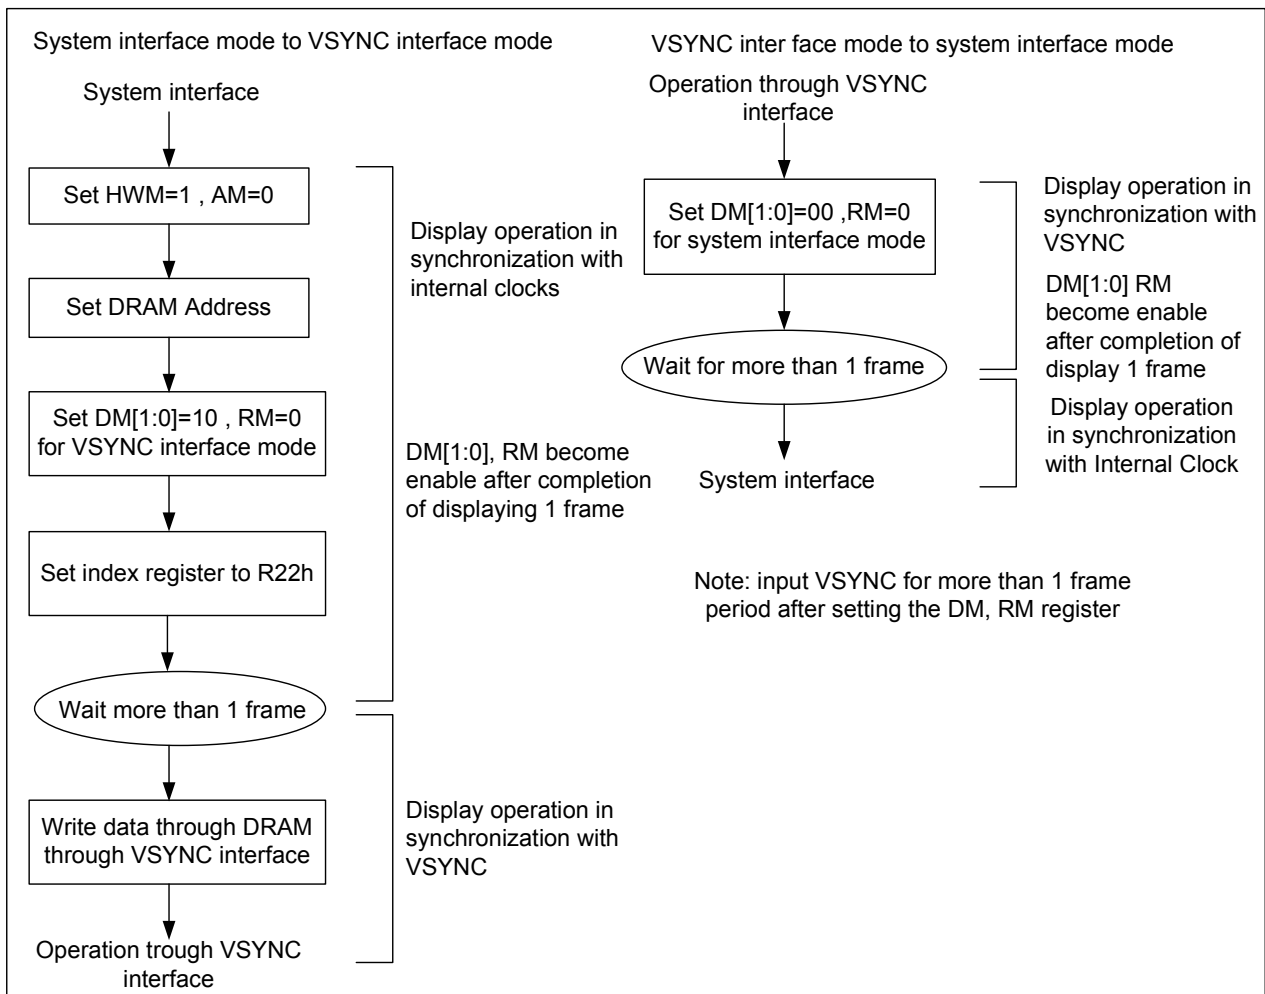 System interface mode to VSYNC interface mode
System interface
Set HWM=1 , AM=0
Set DRAM Address
Set DM[1:0]=10 , RM=0
for VSYNC interface mode
Set index register to R22h
Wait more than 1 frame
Write data through DRAM
through VSYNC interface
Operation trough VSYNC
interface
Display operation in
synchronization with
internal clocks
DM[1:0], RM become
enable after completion
of displaying 1 frame
Display operation in
synchronization with
VSYNC
VSYNC inter face mode to system interface mode
Operation through VSYNC
interface
Set DM[1:0]=00 ,RM=0
for system interface mode
Wait for more than 1 frame
System interface
Display operation in
synchronization with
VSYNC
DM[1:0] RM
become enable
after completion of
display 1 frame
Display operation
in synchronization
with Internal Clock
Note: input VSYNC for more than 1 frame
period after setting the DM, RM register